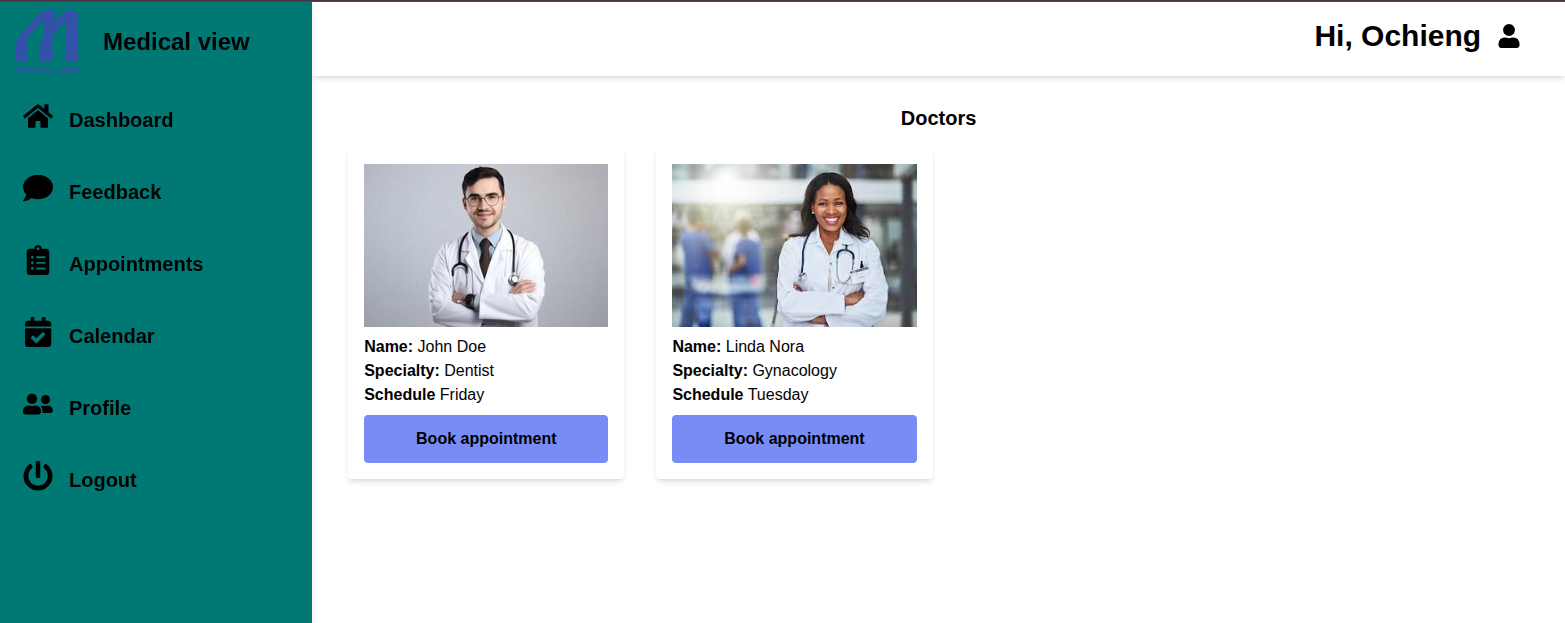 Medical view
Hi, Ochieng
Dashboard
Feedback
Appointments
Calendar
Profile
Logout
Doctors
Name: John Doe
Specialty: Dentist
Schedule Friday
Book appointment
Name: Linda Nora
Specialty: Gynacology
Schedule Tuesday
Book appointment